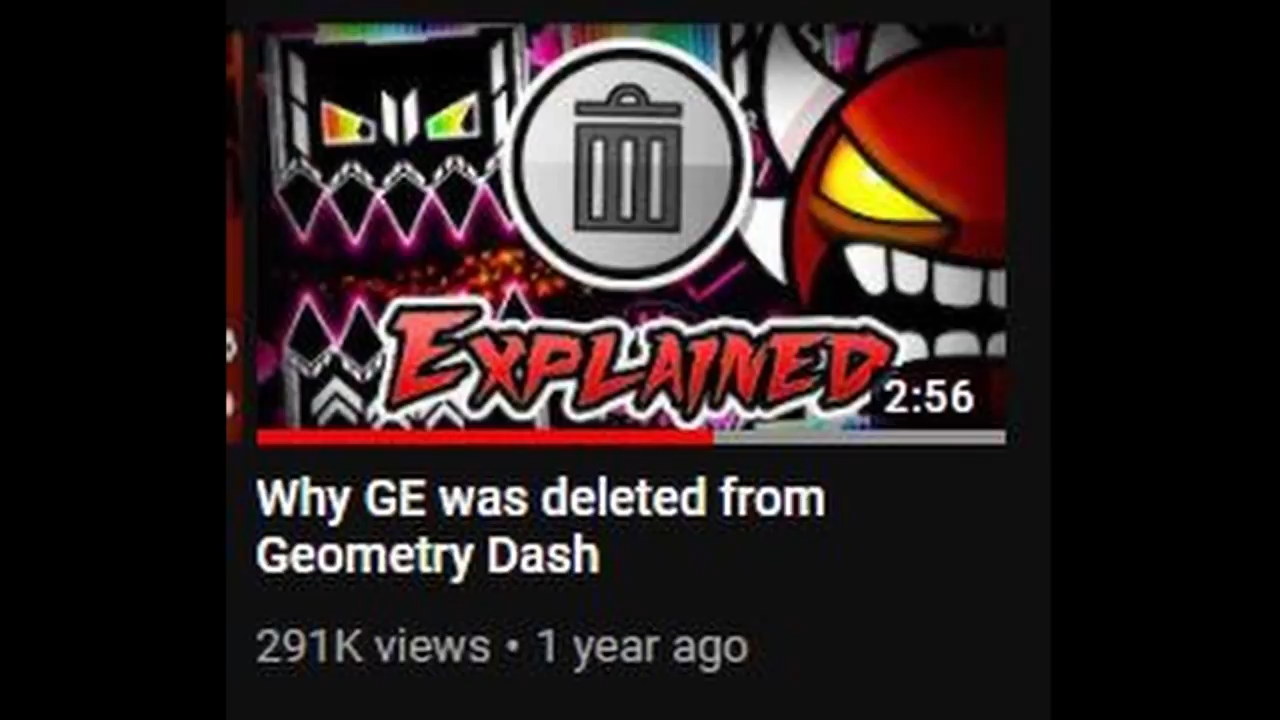 EXPLAINED
2:56
Why GE was deleted from
Geometry Dash
291K views • 1 year ago